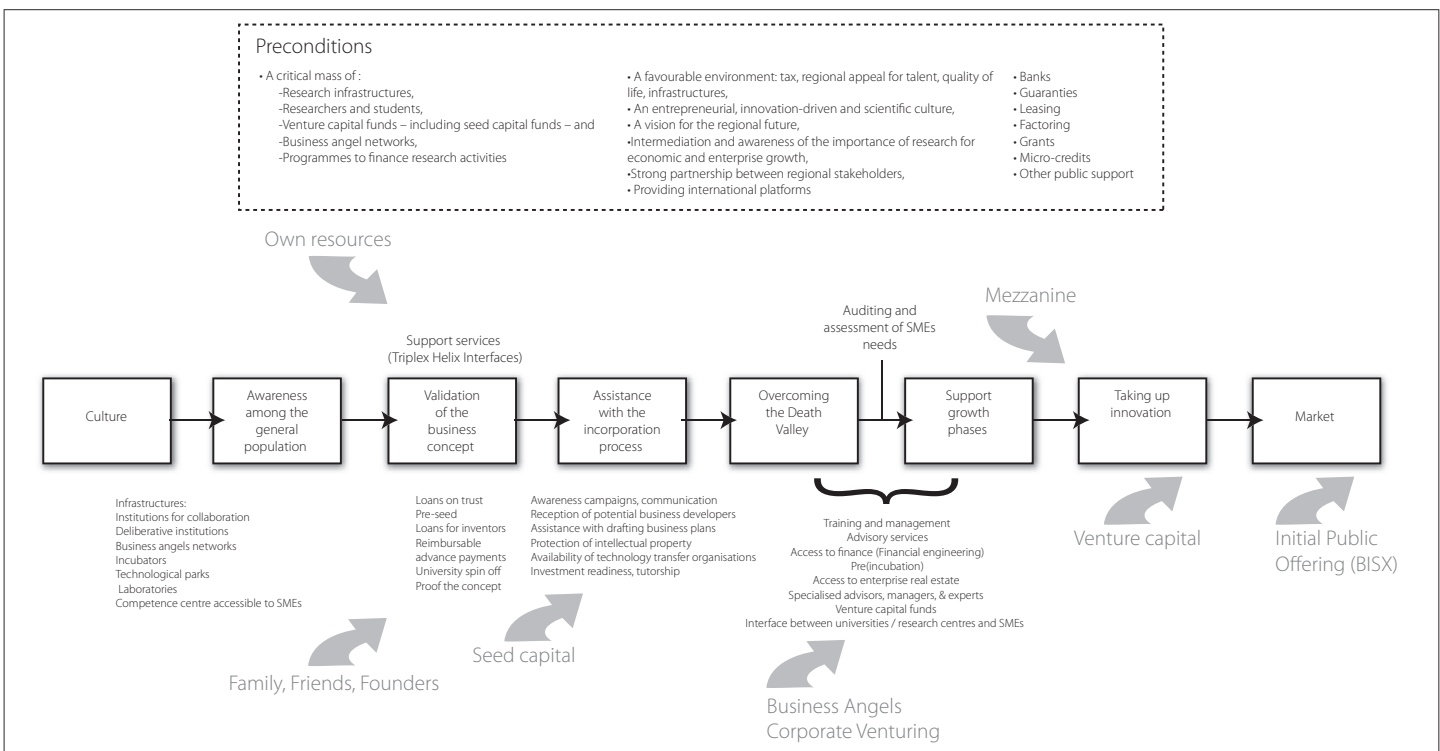 Preconditions
• A critical mass of :
-Research infrastructures,
-Researchers and students,
-Venture capital funds – including seed capital funds – and
-Business angel networks,
-Programmes to finance research activities
• A favourable environment: tax, regional appeal for talent, quality of
life, infrastructures,
• An entrepreneurial, innovation-driven and scientific culture,
• A vision for the regional future,
•Intermediation and awareness of the importance of research for
economic and enterprise growth,
•Strong partnership between regional stakeholders,
• Providing international platforms
• Banks
• Guaranties
• Leasing
• Factoring
• Grants
• Micro-credits
• Other public support
Own resources
Mezzanine
Support services
(Triplex Helix Interfaces)
Auditing and
assessment of SMEs
needs
Culture
Awareness
among the
general
population
Validation
of the
business
concept
Assistance
with the
incorporation
process
Overcoming
the Death
Valley
Support
growth
phases
Taking up
innovation
Market
Infrastructures:
Institutions for collaboration
Deliberative institutions
Business angels networks
Incubators
Technological parks
Laboratories
Competence centre accessible to SMEs
Loans on trust
Pre-seed
Loans for inventors
Reimbursable
advance payments
University spin off
Proof the concept
Awareness campaigns, communication
Reception of potential business developers
Assistance with drafting business plans
Protection of intellectual property
Availability of technology transfer organisations
Investment readiness, tutorship
Training and management
Advisory services
Access to finance (Financial engineering)
Pre(incubation)
Access to enterprise real estate
Specialised advisors, managers, & experts
Venture capital funds
Interface between universities / research centres and SMEs
Venture capital
Initial Public
Offering (BISX)
Family, Friends, Founders
Seed capital
Business Angels
Corporate Venturing